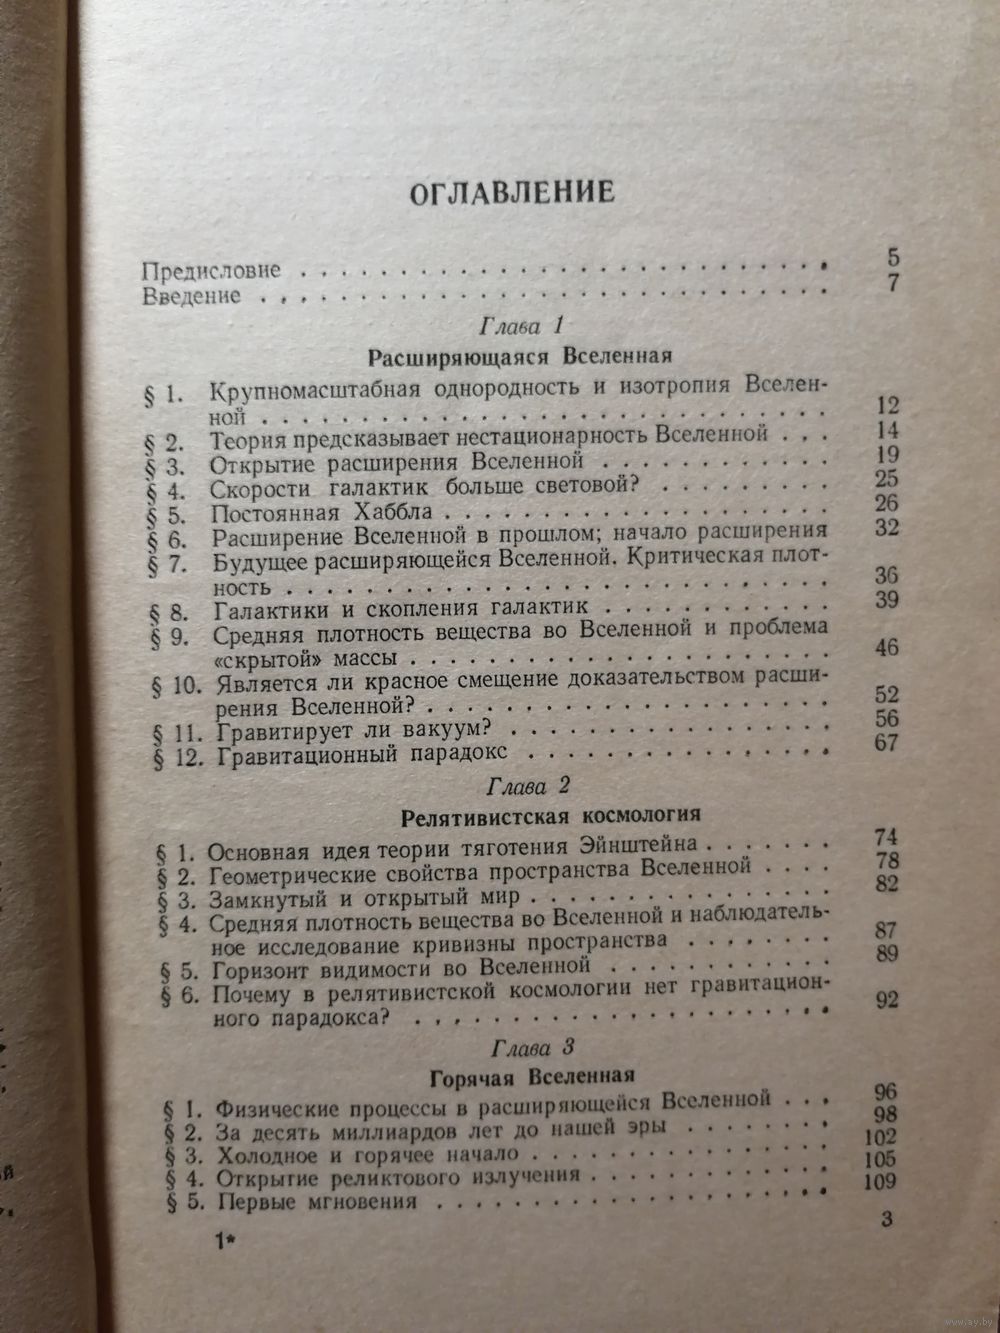 ОГЛАВЛЕНИЕ
Предисловие . . . . . . . . . . . . . . . . . . . . . . . . . . . 5
Введение . . . . . . . . . . . . . . . . . . . . . . . . . . . . . 7
Глава 1
Расширяющаяся Вселенная
§ 1. Крупномасштабная однородность и изотропия Вселен-
ной . . . . . . . . . . . . . . . . . . . . . . . . . . . . 12
§ 2. Теория предсказывает нестационарность Вселенной . . . 14
§ 3. Открытие расширения Вселенной . . . . . . . . . . . 19
§ 4. Скорости галактик больше световой? . . . . . . . . . 25
§ 5. Постоянная Хаббла . . . . . . . . . . . . . . . . . . . 26
§ 6. Расширение Вселенной в прошлом; начало расширения 32
§ 7. Будущее расширяющейся Вселенной. Критическая плот-
ность . . . . . . . . . . . . . . . . . . . . . . . . . . . 36
§ 8. Галактики и скопления галактик . . . . . . . . . . . 39
§ 9. Средняя плотность вещества во Вселенной и проблема
«скрытой» массы . . . . . . . . . . . . . . . . . . . . . 46
§ 10. Является ли красное смещение доказательством расши-
рения Вселенной? . . . . . . . . . . . . . . . . . . . . 52
§ 11. Гравитирует ли вакуум? . . . . . . . . . . . . . . . . 56
§ 12. Гравитационный парадокс . . . . . . . . . . . . . . . 67
Глава 2
Релятивистская космология
§ 1. Основная идея теории тяготения Эйнштейна . . . . . . 74
§ 2. Геометрические свойства пространства Вселенной . . . . 78
§ 3. Замкнутый и открытый мир . . . . . . . . . . . . . . . 82
§ 4. Средняя плотность вещества во Вселенной и наблюдатель-
ное исследование кривизны пространства . . . . . . . . 87
§ 5. Горизонт видимости во Вселенной . . . . . . . . . . . 89
§ 6. Почему в релятивистской космологии нет гравитацион-
ного парадокса? . . . . . . . . . . . . . . . . . . . . . 92
Глава 3
Горячая Вселенная
§ 1. Физические процессы в расширяющейся Вселенной . . . 96
§ 2. За десять миллиардов лет до нашей эры . . . . . . . . 98
§ 3. Холодное и горячее начало . . . . . . . . . . . . . . . 102
§ 4. Открытие реликтового излучения . . . . . . . . . . . . 105
§ 5. Первые мгновения . . . . . . . . . . . . . . . . . . . . 109
1* 3
www.ay.by